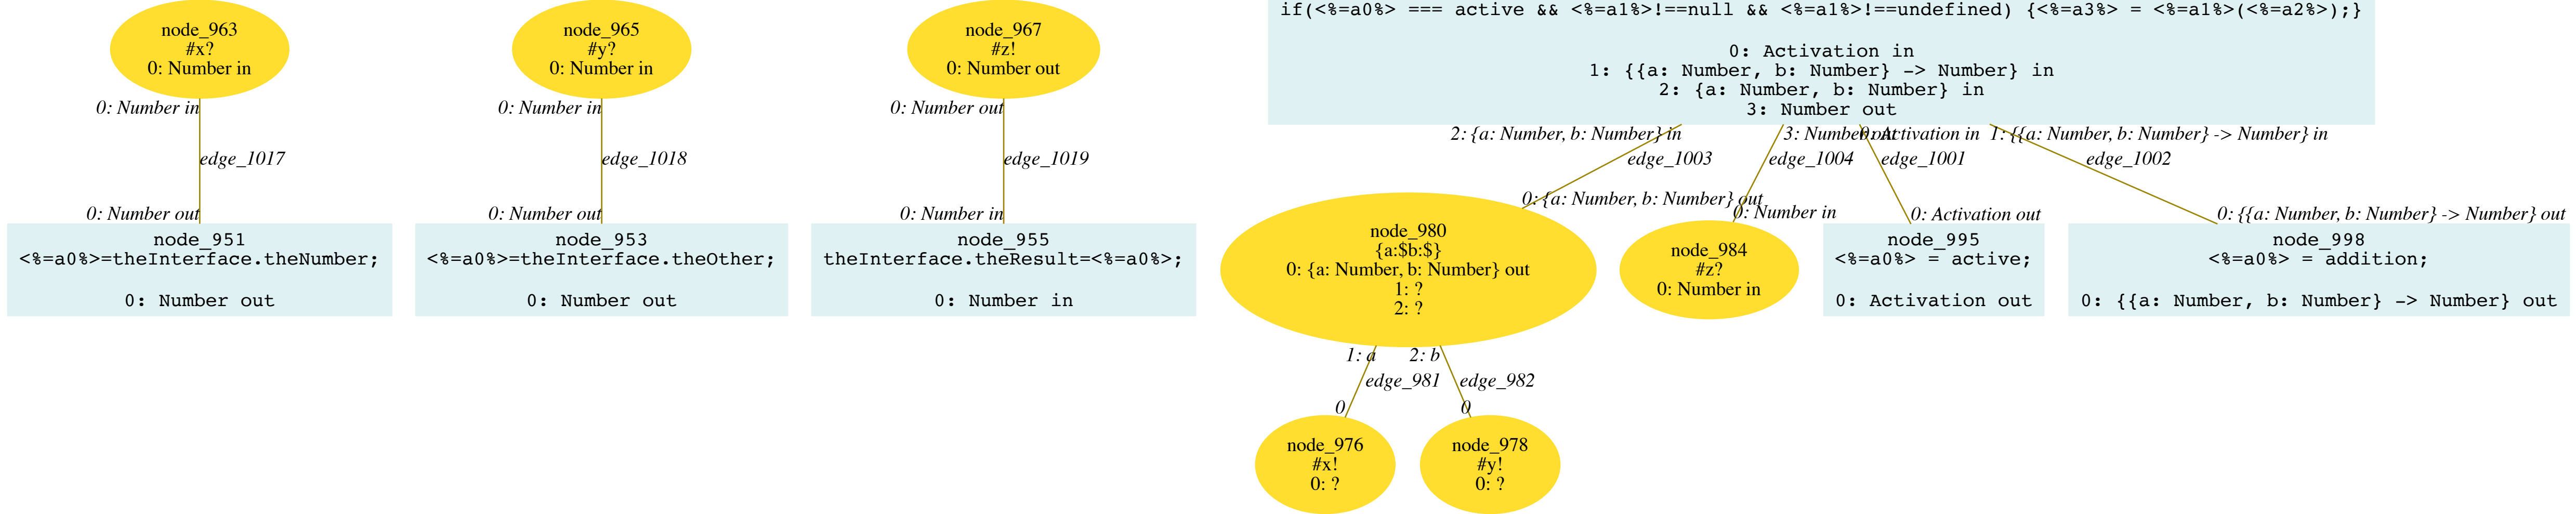 node_963
#x?
0: Number in
0: Number in
edge_1017
0: Number out
node_951
<%=a0%>=theInterface.theNumber;
0: Number out
node_965
#y?
0: Number in
0: Number in
edge_1018
0: Number out
node_953
<%=a0%>=theInterface.theOther;
0: Number out
node_967
#z!
0: Number out
0: Number out
edge_1019
0: Number in
node_955
theInterface.theResult=<%=a0%>;
0: Number in
if(<%=a0%> === active && <%=a1%>!==null && <%=a1%>!==undefined) {<%=a3%> = <%=a1%>(<%=a2%>);}
0: Activation in
1: {{a: Number, b: Number} -> Number} in
2: {a: Number, b: Number} in
3: Number out
2: {a: Number, b: Number} in
3: Number out
0: Activation in
1: {{a: Number, b: Number} -> Number} in
edge_1003
edge_1004
edge_1001
edge_1002
0: {a: Number, b: Number} out
0: Number in
0: Activation out
0: {{a: Number, b: Number} -> Number} out
node_980
{a:$b:$}
0: {a: Number, b: Number} out
1: ?
2: ?
node_984
#z?
0: Number in
node_995
<%=a0%> = active;
0: Activation out
node_998
<%=a0%> = addition;
0: {{a: Number, b: Number} -> Number} out
1: a
2: b
edge_981
edge_982
0
0
node_976
#x!
0: ?
node_978
#y!
0: ?